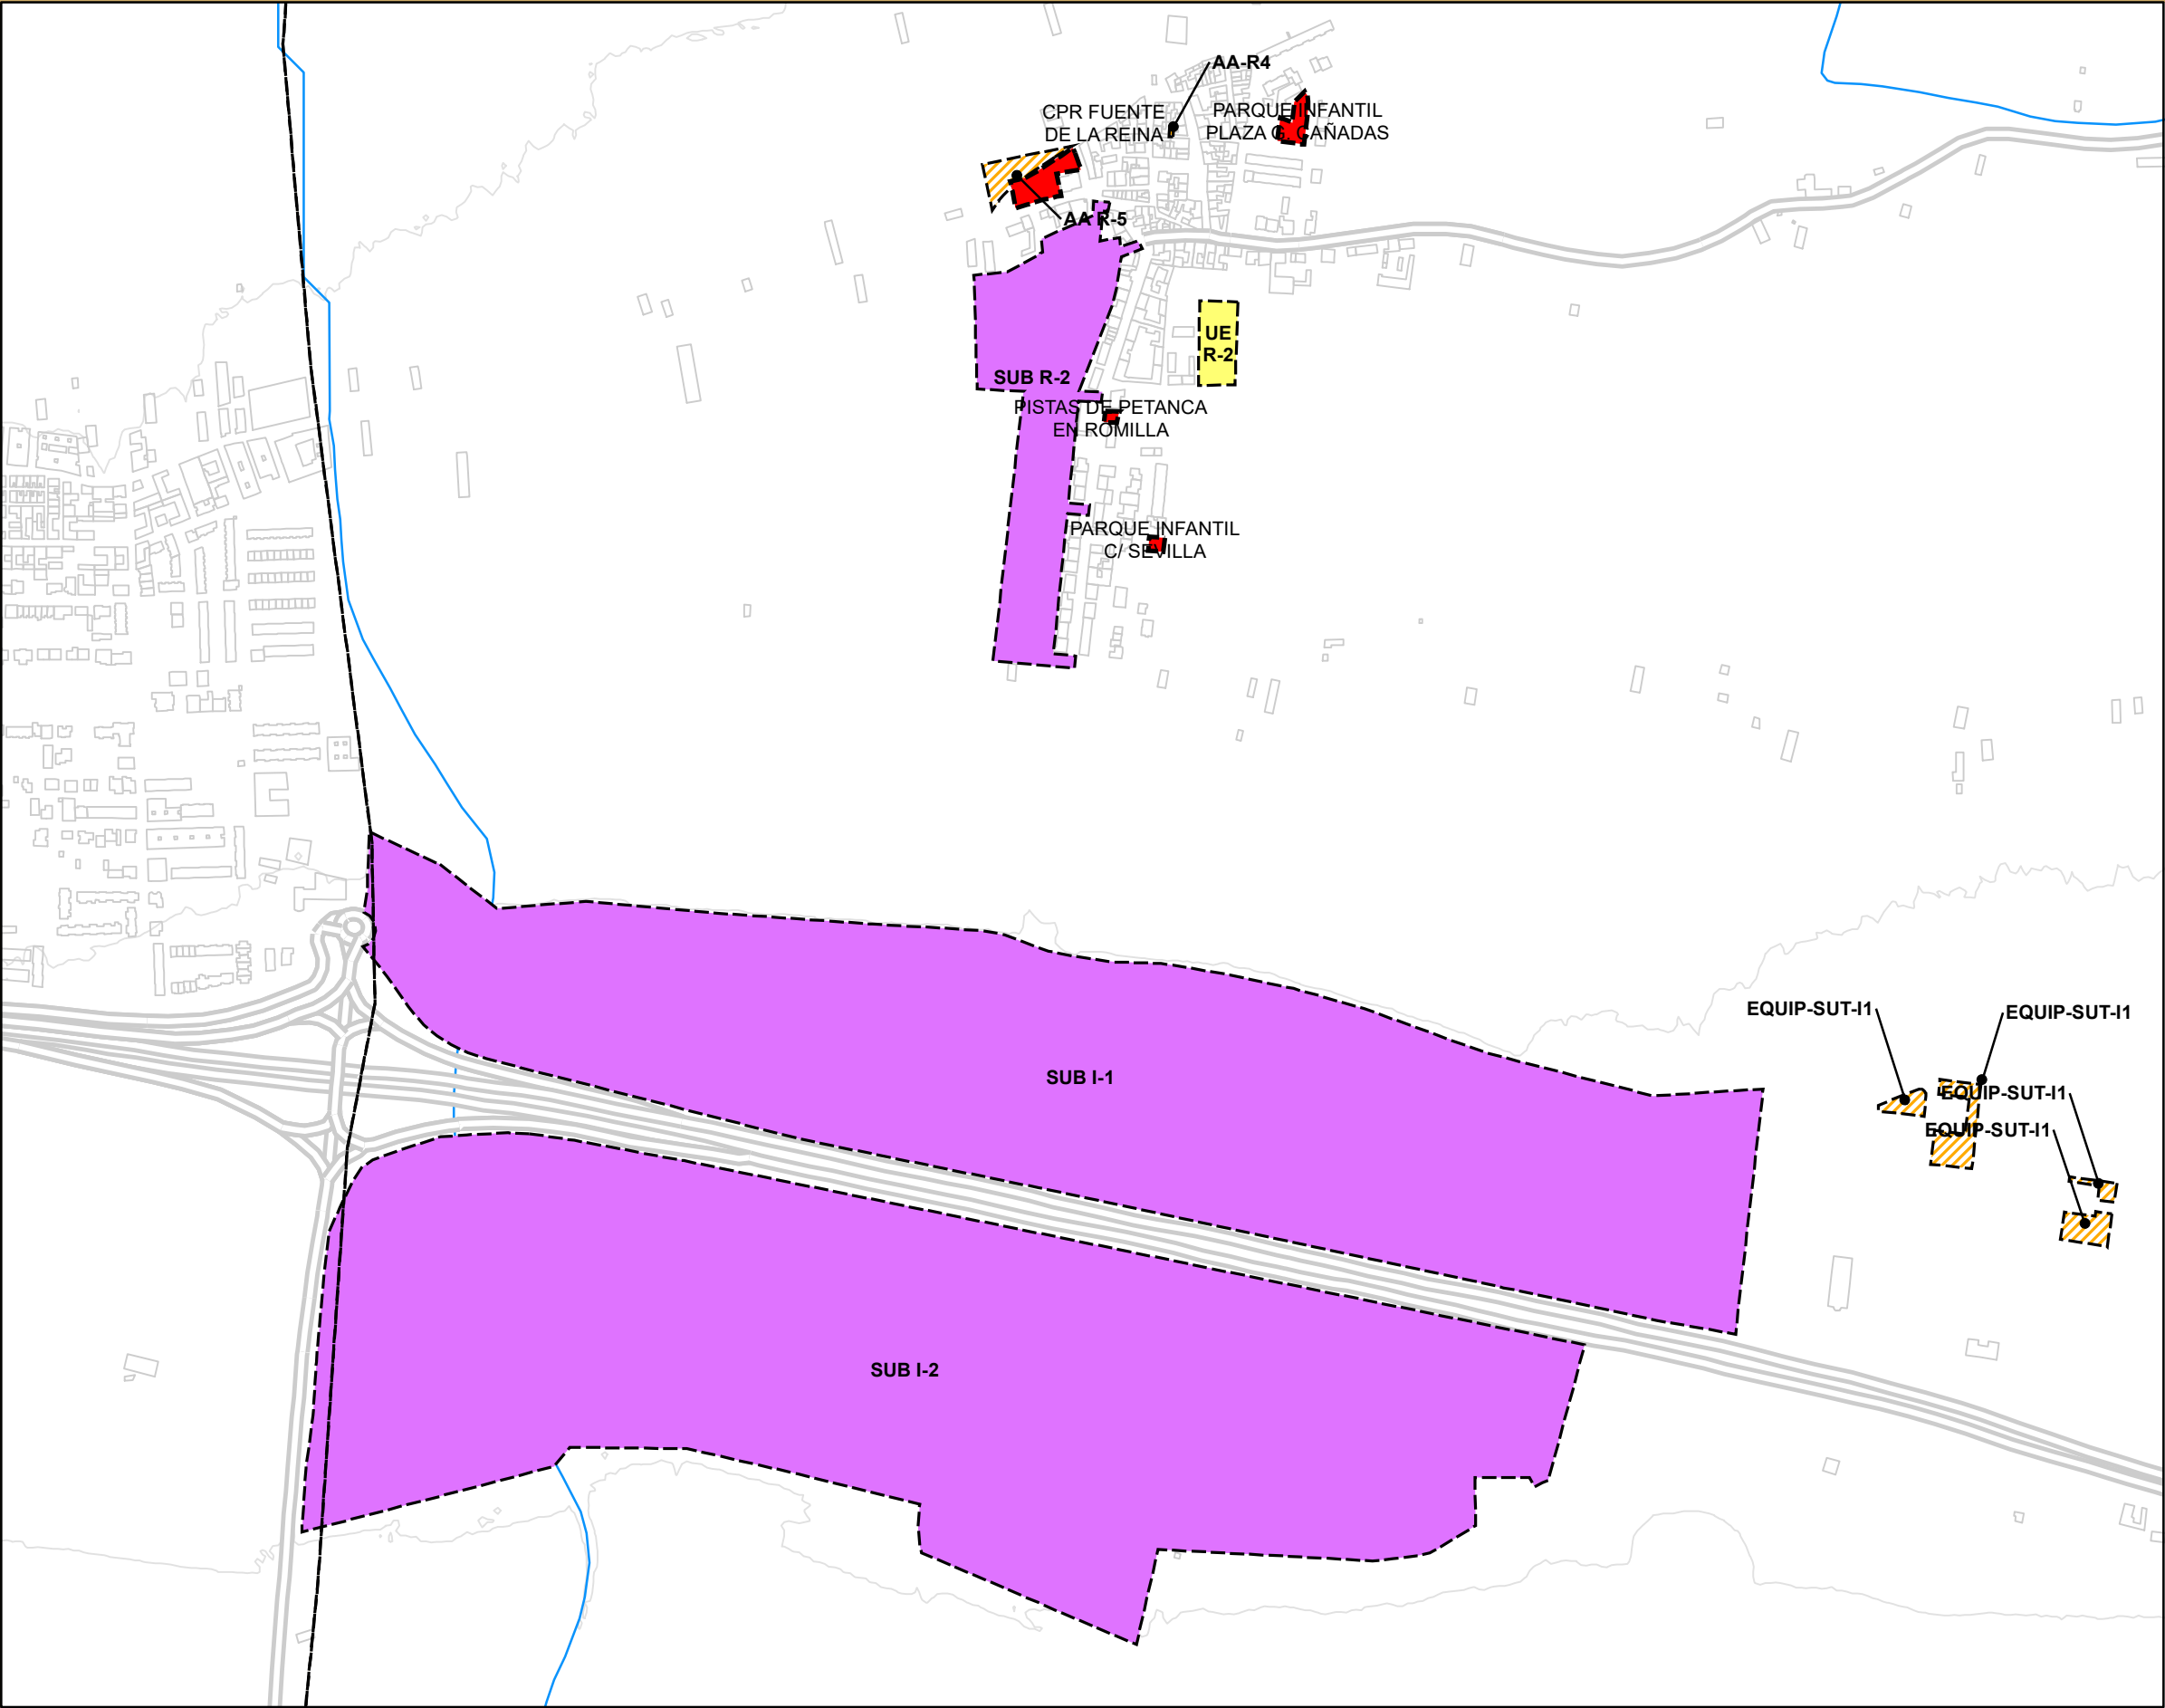 AA-R4
CPR FUENTE
DE LA REINA
PARQUE INFANTIL
PLAZA G. CAÑADAS
AA R-5
UE
R-2
SUB R-2
PISTAS DE PETANCA
EN ROMILLA
PARQUE INFANTIL
C/ SEVILLA
EQUIP-SUT-I1
EQUIP-SUT-I1
SUB I-1
EQUIP-SUT-I1
EQUIP-SUT-I1
SUB I-2